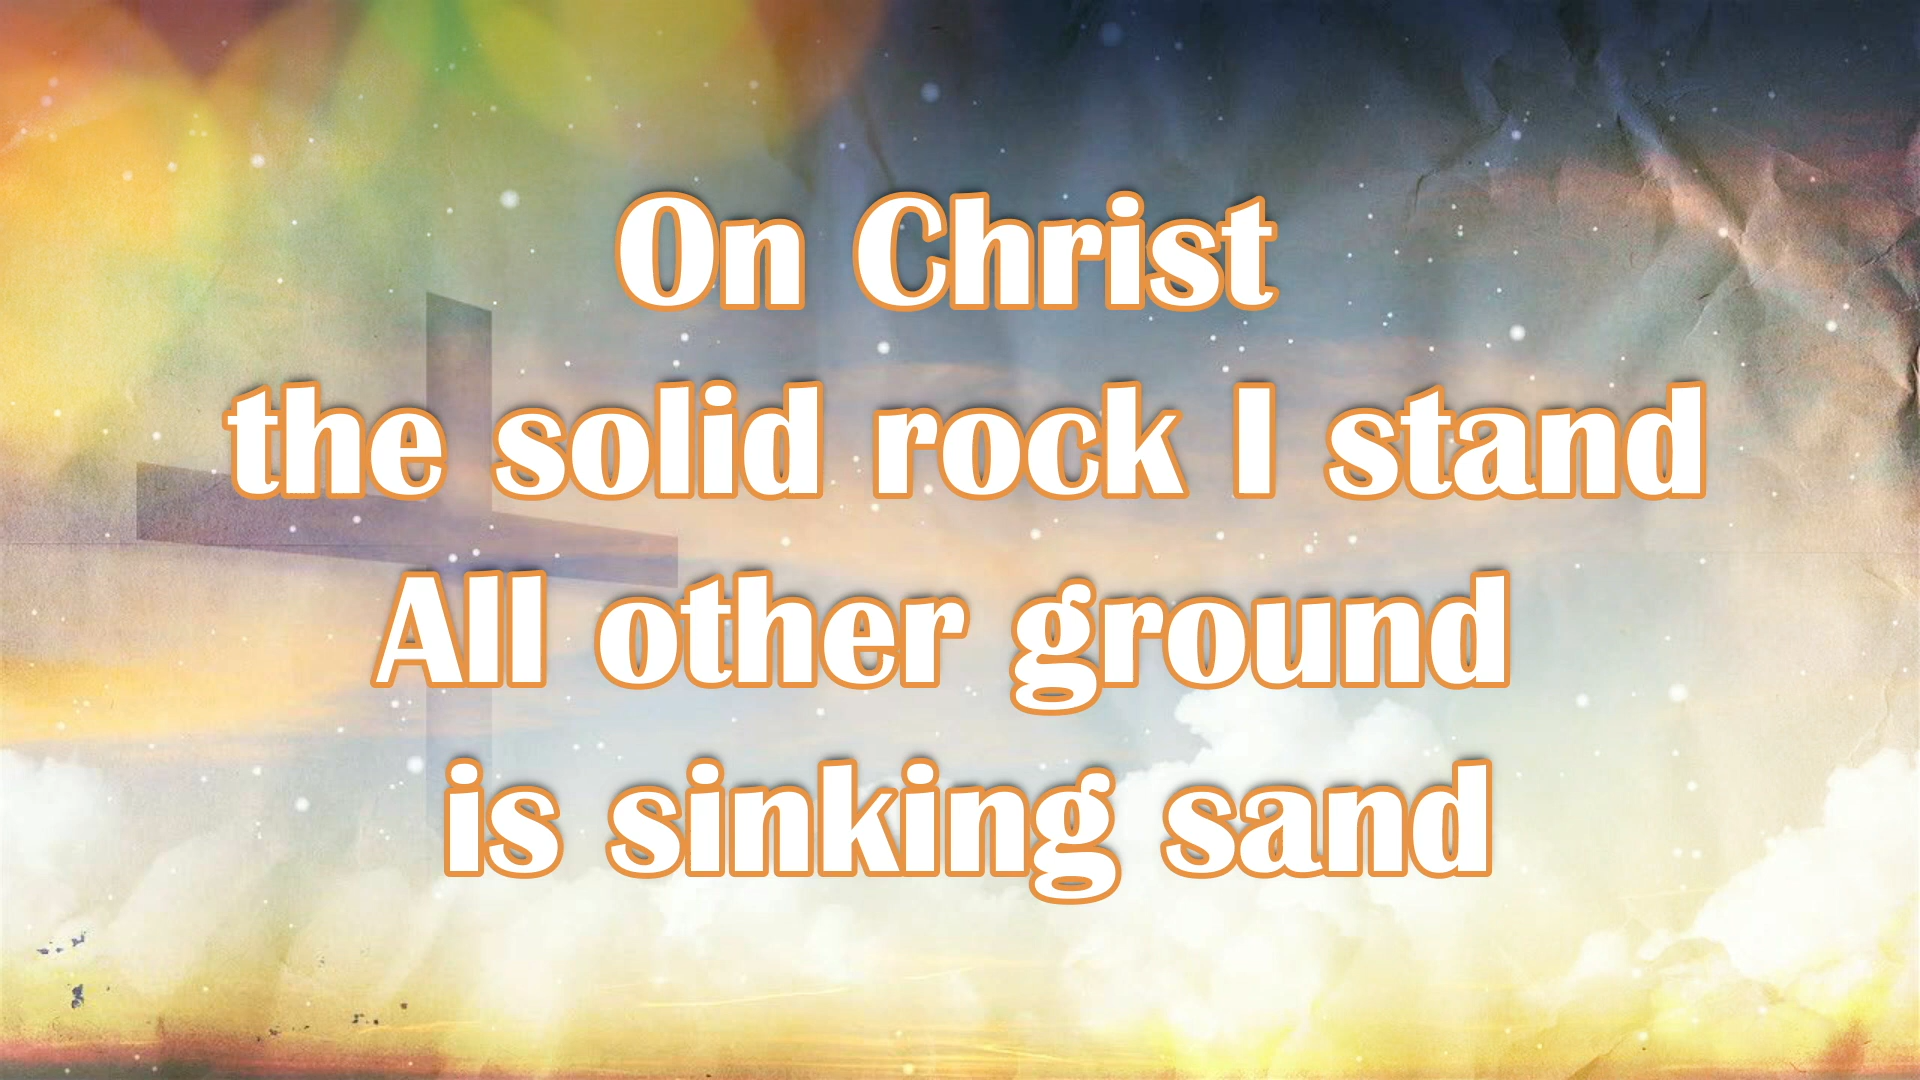 On Christ
the solid rock I stand
All other ground
is sinking sand